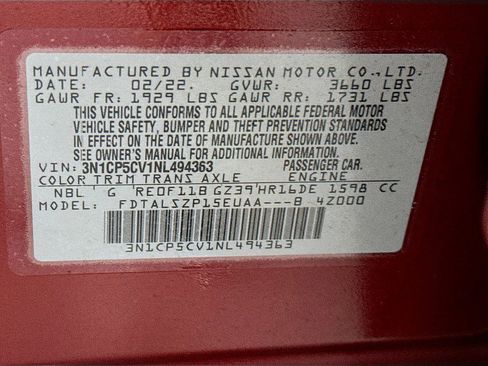 MANUFACTURED BY NISSAN MOTOR CO.,LTD.
DATE: 02/22. GVWR: 3660 LBS
GAWR FR: 1929 LBS GAWR RR: 1731 LBS
THIS VEHICLE CONFORMS TO ALL APPLICABLE FEDERAL MOTOR
VEHICLE SAFETY, BUMPER AND THEFT PREVENTION STANDARDS
IN EFFECT ON THE DATE OF MANUFACTURE SHOWN ABOVE.
SEE OWNER'S MANUAL FOR ADDITIONAL INFORMATION.
VIN: 3N1CP5CV1NL494363 PASSENGER CAR.
COLOR TRIM TRANS AXLE ENGINE
NBL G RE0F11B GZ39 HR16DE 1598 CC
MODEL: FDTALSZP15EUAA---B 4Z000
3N1CP5CV1NL494363